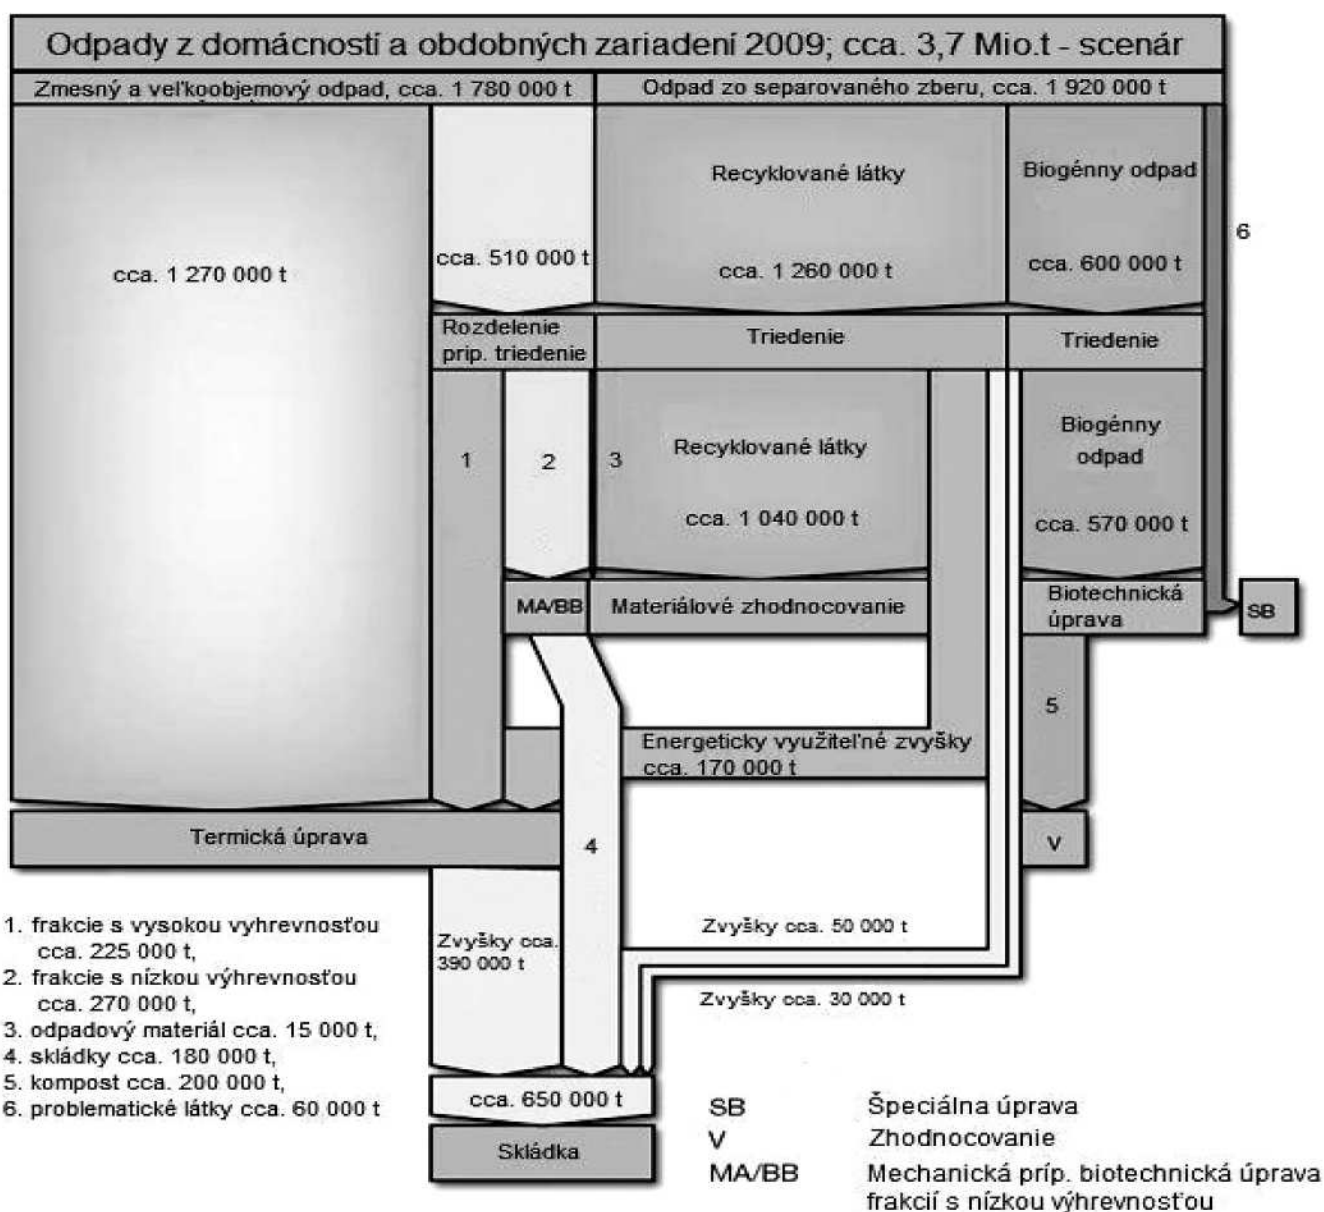 Odpady z domácností a obdobných zariadení 2009; cca. 3,7 Mio.t - scenár
Zmesný a veľkoobjemový odpad, cca. 1 780 000 t
Odpad zo separovaného zberu, cca. 1 920 000 t
cca. 1 270 000 t
cca. 510 000 t
Recyklované látky
cca. 1 260 000 t
Biogénny odpad
cca. 600 000 t
6
Rozdelenie
prip. triedenie
Triedenie
Triedenie
1
2
3
Recyklované látky
cca. 1 040 000 t
Biogénny
odpad
cca. 570 000 t
MA/BB
Materiálové zhodnocovanie
Biotechnická
úprava
SB
5
Energeticky využiteľné zvyšky
cca. 170 000 t
Termická úprava
4
V
Zvyšky cca.
390 000 t
Zvyšky cca. 50 000 t
Zvyšky cca. 30 000 t
1. frakcie s vysokou vyhrevnosťou
cca. 225 000 t,
2. frakcie s nízkou výhrevnosťou
cca. 270 000 t,
3. odpadový materiál cca. 15 000 t,
4. skládky cca. 180 000 t,
5. kompost cca. 200 000 t,
6. problematické látky cca. 60 000 t
cca. 650 000 t
Skládka
SB Špeciálna úprava
V Zhodnocovanie
MA/BB Mechanická príp. biotechnická úprava
frakcií s nízkou výhrevnosťou